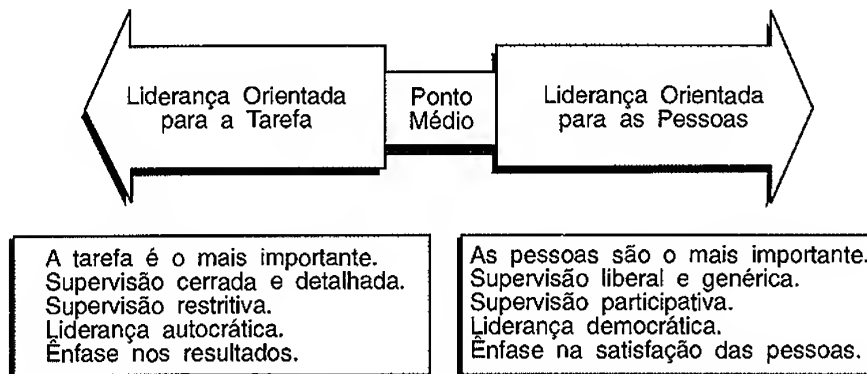 Liderança Orientada
para a Tarefa
Ponto
Médio
Liderança Orientada
para as Pessoas
A tarefa é o mais importante.
Supervisão cerrada e detalhada.
Supervisão restritiva.
Liderança autocrática.
Ênfase nos resultados.
As pessoas são o mais importante.
Supervisão liberal e genérica.
Supervisão participativa.
Liderança democrática.
Ênfase na satisfação das pessoas.